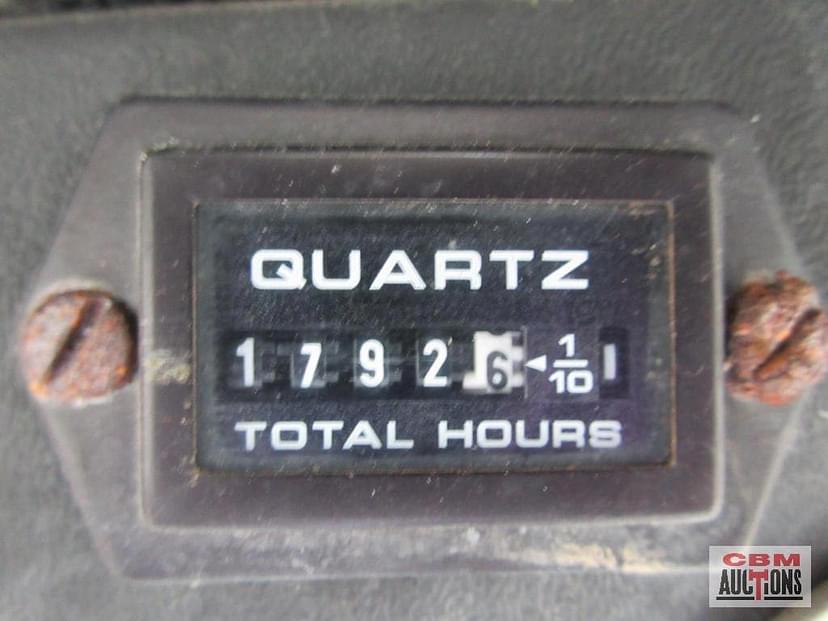 QUARTZ
1 7 9 2 6 ◄ 1/10
TOTAL HOURS
CBM
AUCTIONS